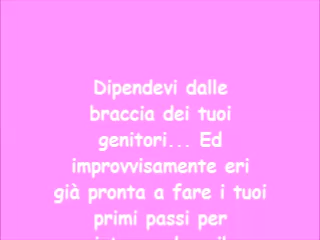 Dipendevi dalle
braccia dei tuoi
genitori... Ed
improvvisamente eri
già pronta a fare i tuoi
primi passi per